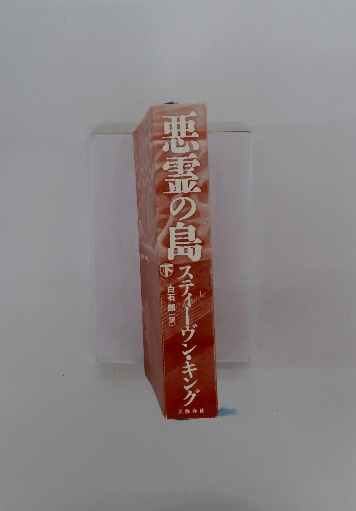 悪霊の島
下
スティーヴン・キング
白石 朗[訳]
文藝春秋